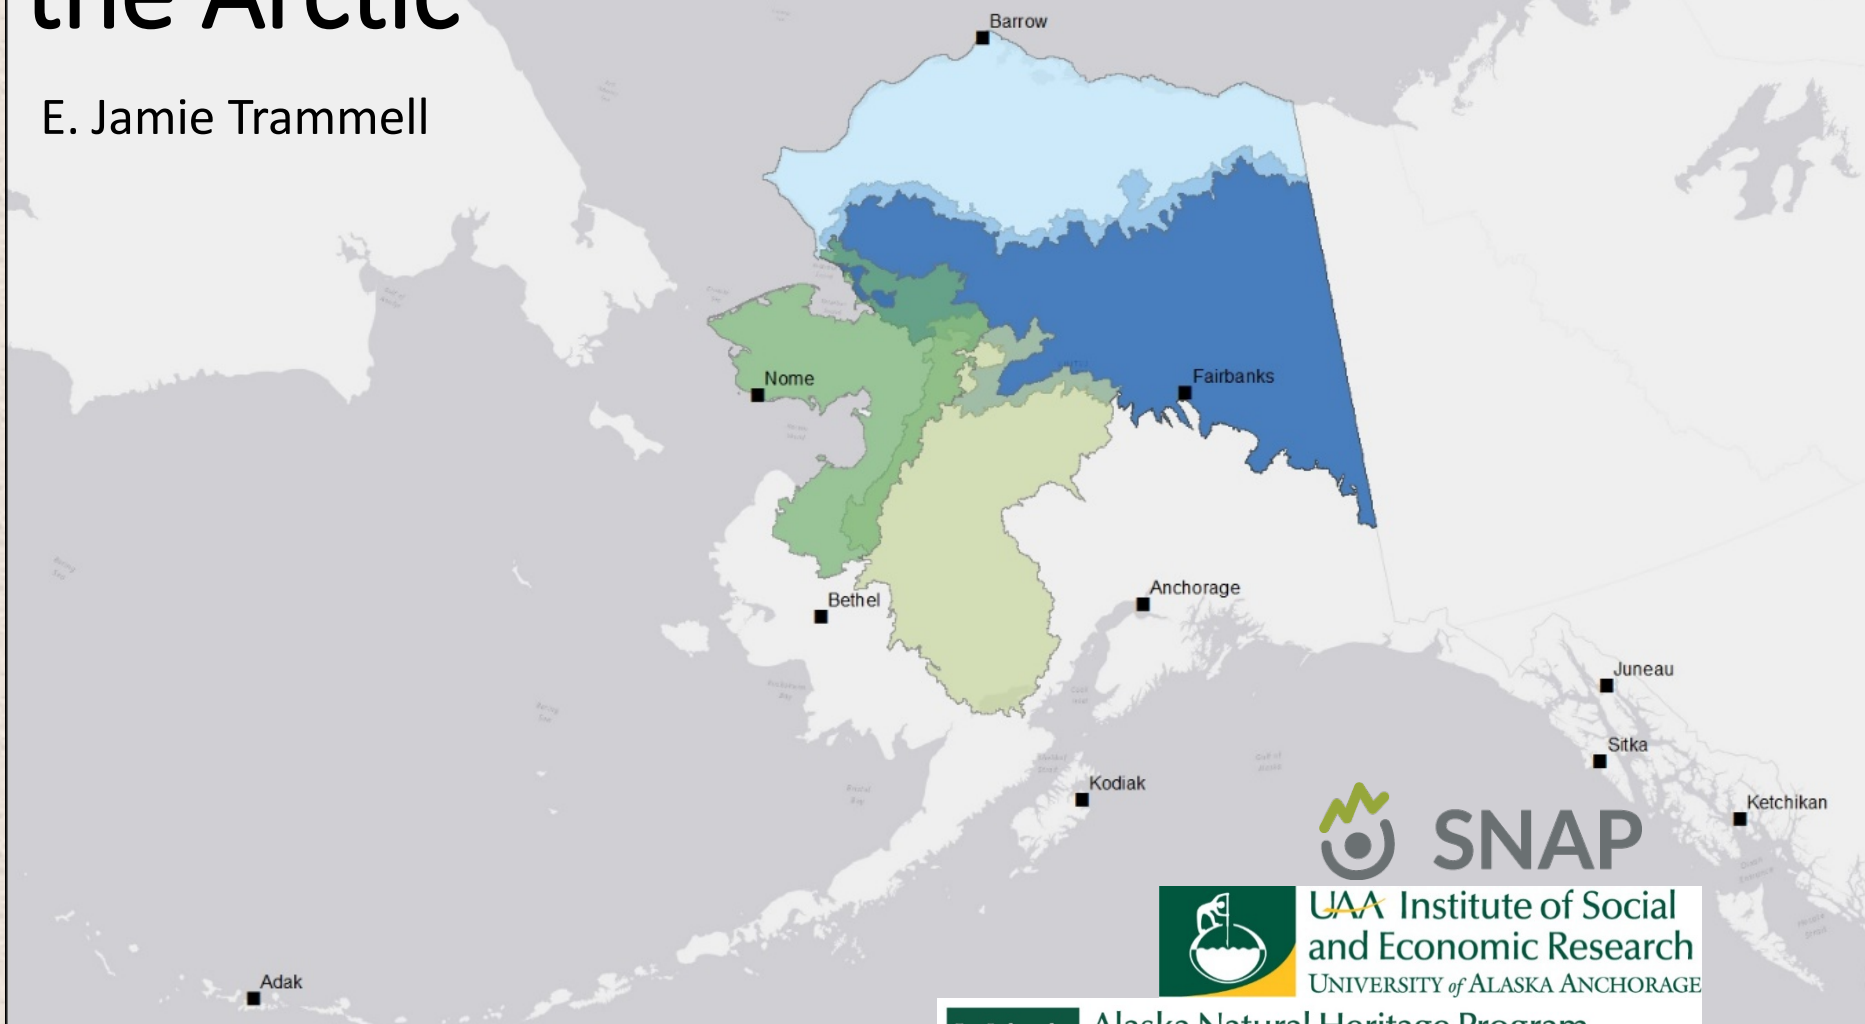 the Arctic
E. Jamie Trammell
Barrow
Nome
Fairbanks
Bethel
Anchorage
Juneau
Sitka
Kodiak
Ketchikan
Adak
SNAP
UAA Institute of Social
and Economic Research
UNIVERSITY of ALASKA ANCHORAGE
Alaska Natural Heritage Program